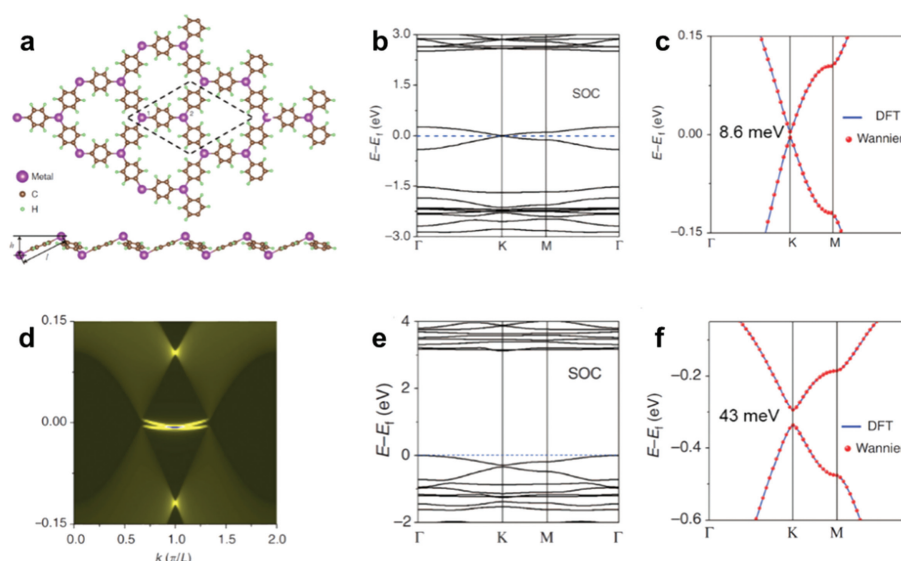 a
1
2
Metal
C
H
h
l
b
3.0
1.5
0.0
−1.5
−3.0
E−Ef (eV)
SOC
Γ
K
M
Γ
c
0.15
0.00
−0.15
E−Ef (eV)
8.6 meV
DFT
Wannier
Γ
K
M
d
0.15
0.00
−0.15
0.0
0.5
1.0
1.5
2.0
k (π/L)
e
4
2
0
−2
E−Ef (eV)
SOC
Γ
K
M
Γ
f
−0.2
−0.4
−0.6
E−Ef (eV)
43 meV
DFT
Wannier
Γ
K
M